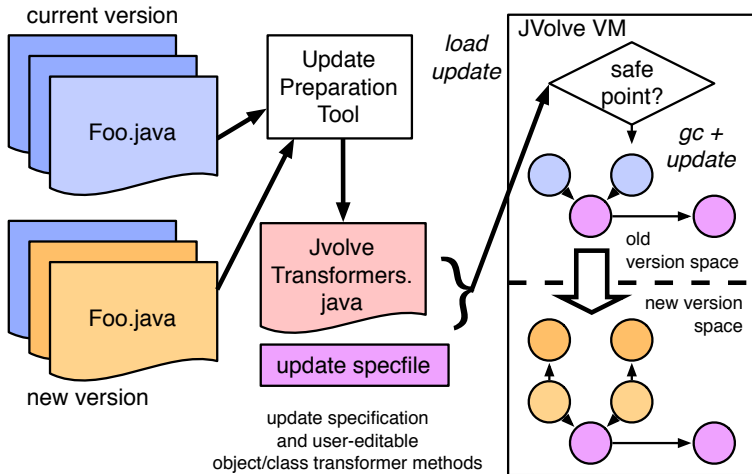 current version
Foo.java
Foo.java
new version
Update
Preparation
Tool
Jvolve
Transformers.
java
}
update specfile
update specification
and user-editable
object/class transformer methods
load
update
JVolve VM
safe
point?
gc +
update
old
version space
new version
space